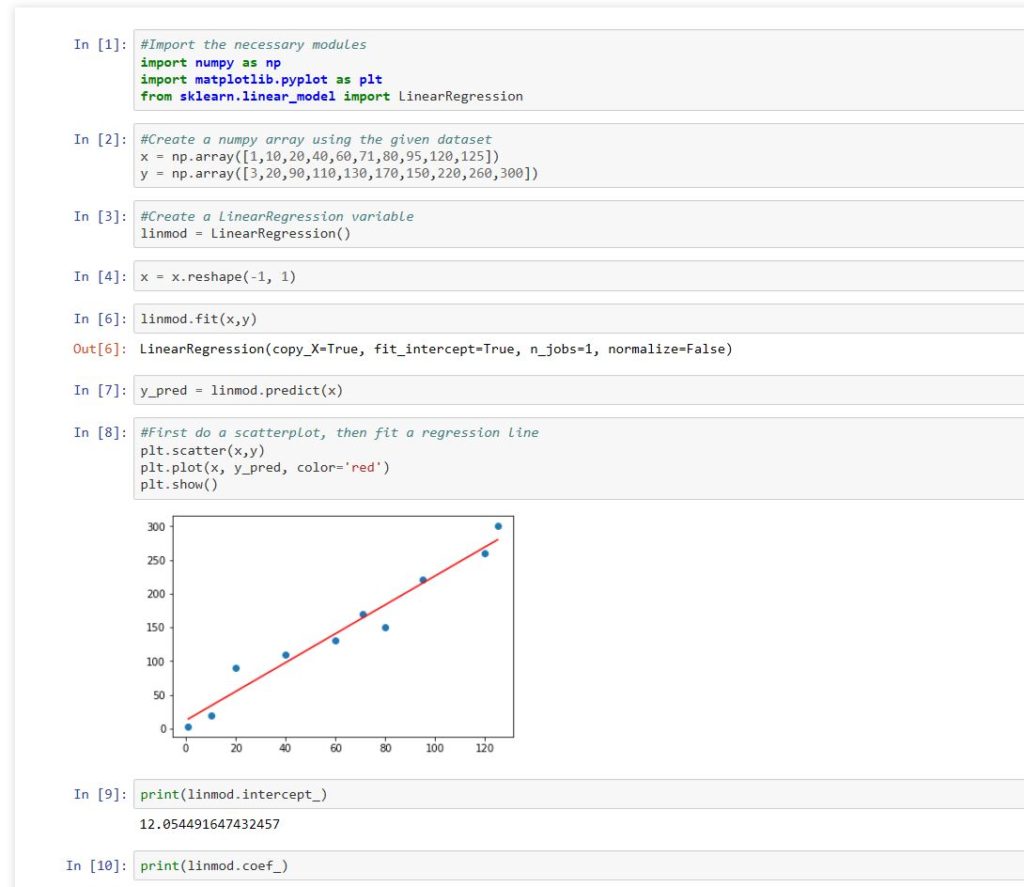 In [1]: #Import the necessary modules
import numpy as np
import matplotlib.pyplot as plt
from sklearn.linear_model import LinearRegression
In [2]: #Create a numpy array using the given dataset
x = np.array([1,10,20,40,60,71,80,95,120,125])
y = np.array([3,20,90,110,130,170,150,220,260,300])
In [3]: #Create a LinearRegression variable
linmod = LinearRegression()
In [4]: x = x.reshape(-1, 1)
In [6]: linmod.fit(x,y)
Out[6]: LinearRegression(copy_X=True, fit_intercept=True, n_jobs=1, normalize=False)
In [7]: y_pred = linmod.predict(x)
In [8]: #First do a scatterplot, then fit a regression line
plt.scatter(x,y)
plt.plot(x, y_pred, color='red')
plt.show()
300
250
200
150
100
50
0
0 20 40 60 80 100 120
In [9]: print(linmod.intercept_)
12.054491647432457
In [10]: print(linmod.coef_)